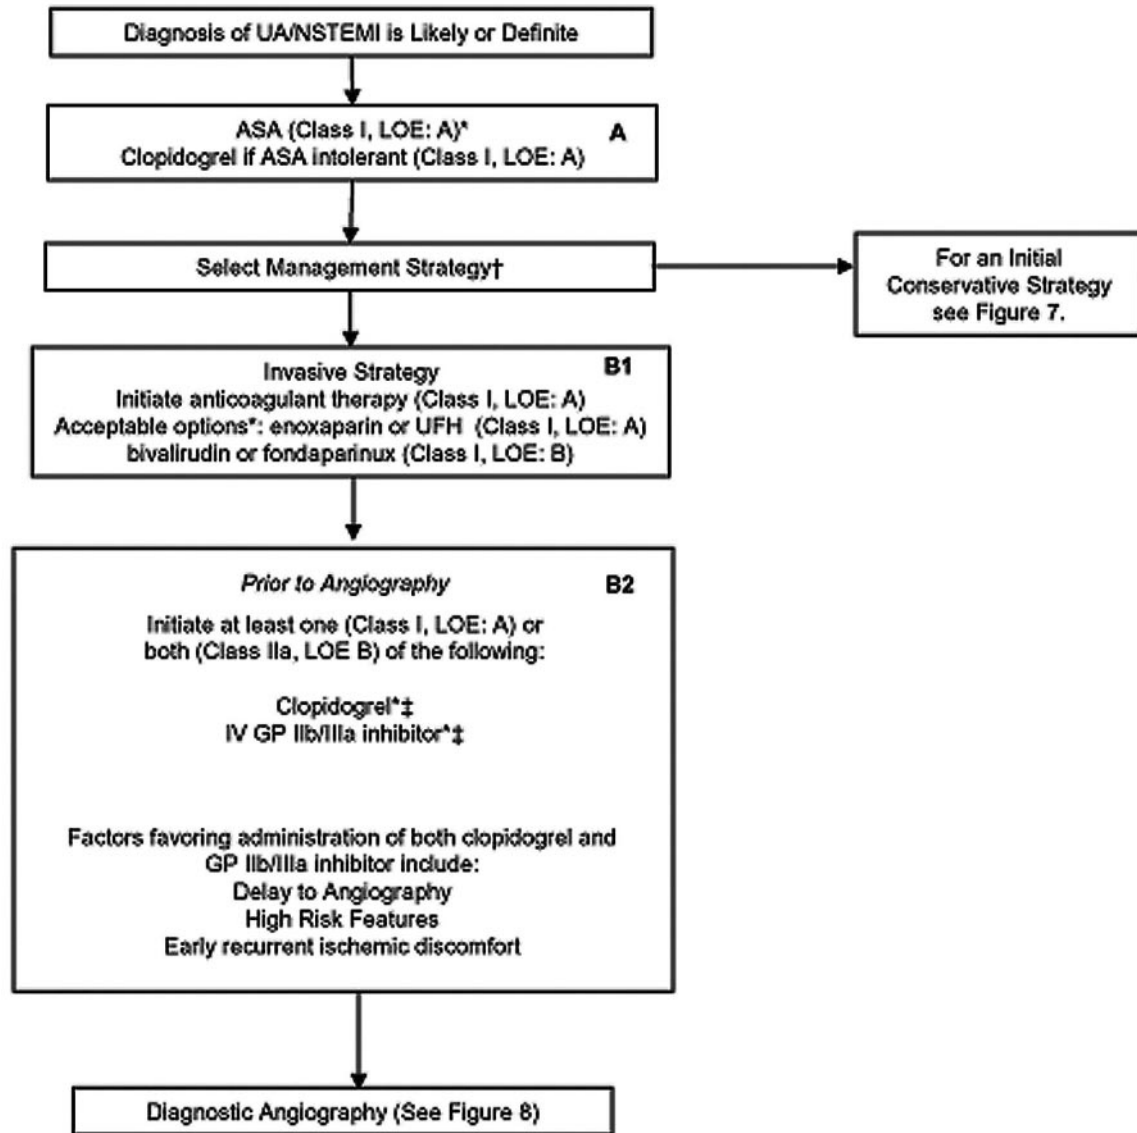 Diagnosis of UA/NSTEMI is Likely or Definite
A
ASA (Class I, LOE: A)*
Clopidogrel if ASA intolerant (Class I, LOE: A)
Select Management Strategy†
For an Initial
Conservative Strategy
see Figure 7.
B1
Invasive Strategy
Initiate anticoagulant therapy (Class I, LOE: A)
Acceptable options*: enoxaparin or UFH (Class I, LOE: A)
bivalirudin or fondaparinux (Class I, LOE: B)
Prior to Angiography
B2
Initiate at least one (Class I, LOE: A) or
both (Class IIa, LOE B) of the following:
Clopidogrel*‡
IV GP IIb/IIIa inhibitor*‡
Factors favoring administration of both clopidogrel and
GP IIb/IIIa inhibitor include:
Delay to Angiography
High Risk Features
Early recurrent ischemic discomfort
Diagnostic Angiography (See Figure 8)